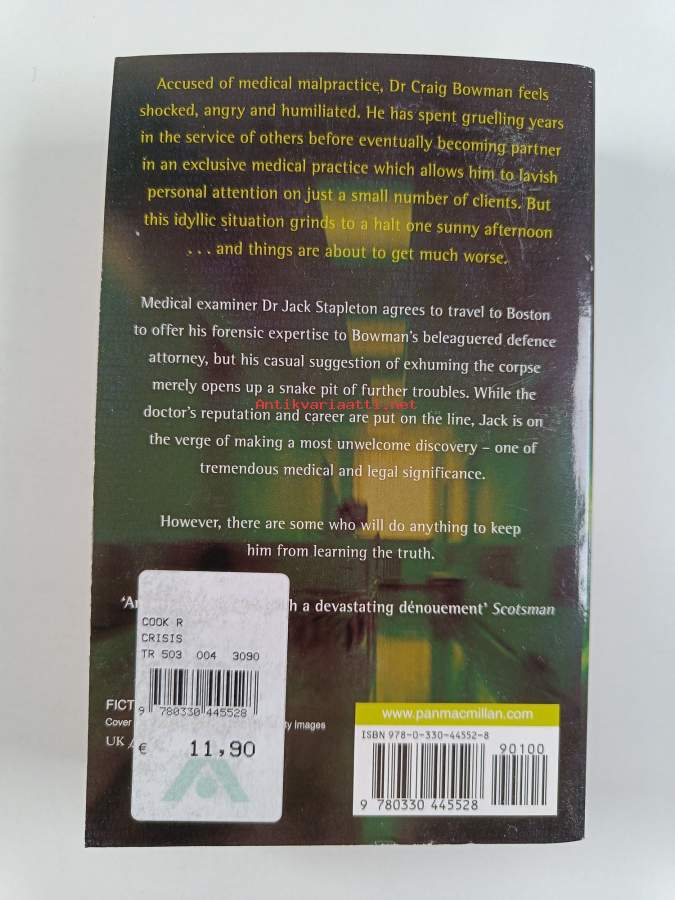 Accused of medical malpractice, Dr Craig Bowman feels
shocked, angry and humiliated. He has spent gruelling years
in the service of others before eventually becoming partner
in an exclusive medical practice which allows him to lavish
personal attention on just a small number of clients. But
this idyllic situation grinds to a halt one sunny afternoon
. . . and things are about to get much worse.
Medical examiner Dr Jack Stapleton agrees to travel to Boston
to offer his forensic expertise to Bowman's beleaguered defence
attorney, but his casual suggestion of exhuming the corpse
merely opens up a snake pit of further troubles. While the
Antikvariaatti.net
doctor's reputation and career are put on the line, Jack is on
the verge of making a most unwelcome discovery – one of
tremendous medical and legal significance.
However, there are some who will do anything to keep
him from learning the truth.
a devastating dénouement' Scotsman
COOK R
CRISIS
TR 503 004 3090
9 780330 445528
€ 11,90
Cover
Images
UK
www.panmacmillan.com
ISBN 978-0-330-44552-8
90100
9 780330 445528